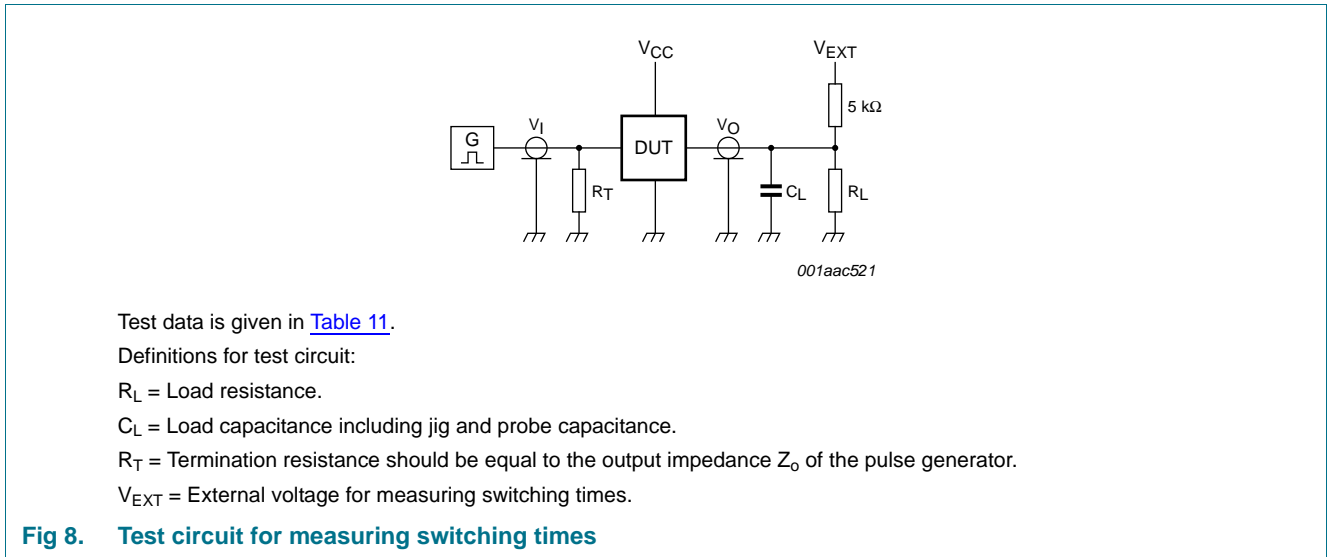 VCC
VEXT
5 kΩ
G
VI
DUT
VO
RT
CL
RL
001aac521
Test data is given in Table 11.
Definitions for test circuit:
RL = Load resistance.
CL = Load capacitance including jig and probe capacitance.
RT = Termination resistance should be equal to the output impedance Zo of the pulse generator.
VEXT = External voltage for measuring switching times.
Fig 8. Test circuit for measuring switching times